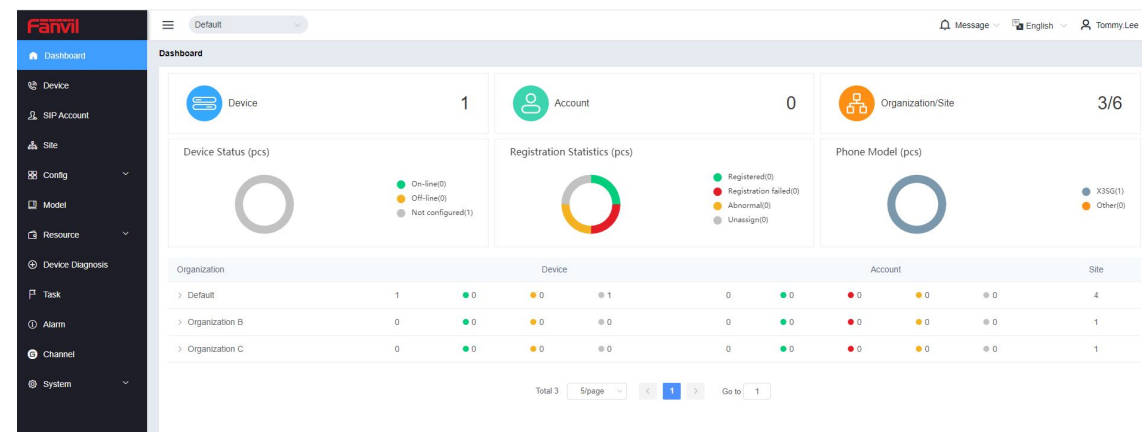 Fanvil
Default
Message
English
Tommy.Lee
Dashboard
Device
SIP Account
Site
Config
Model
Resource
Device Diagnosis
Task
Alarm
Channel
System
Dashboard
Device 1
Account 0
Organization/Site 3/6
Device Status (pcs)
On-line(0)
Off-line(0)
Not configured(1)
Registration Statistics (pcs)
Registered(0)
Registration failed(0)
Abnormal(0)
Unassign(0)
Phone Model (pcs)
X3SG(1)
Other(0)
Organization Device Account Site
> Default 1 0 0 1 0 0 0 0 0 4
> Organization B 0 0 0 0 0 0 0 0 0 1
> Organization C 0 0 0 0 0 0 0 0 0 1
Total 3 5/page < 1 > Go to 1